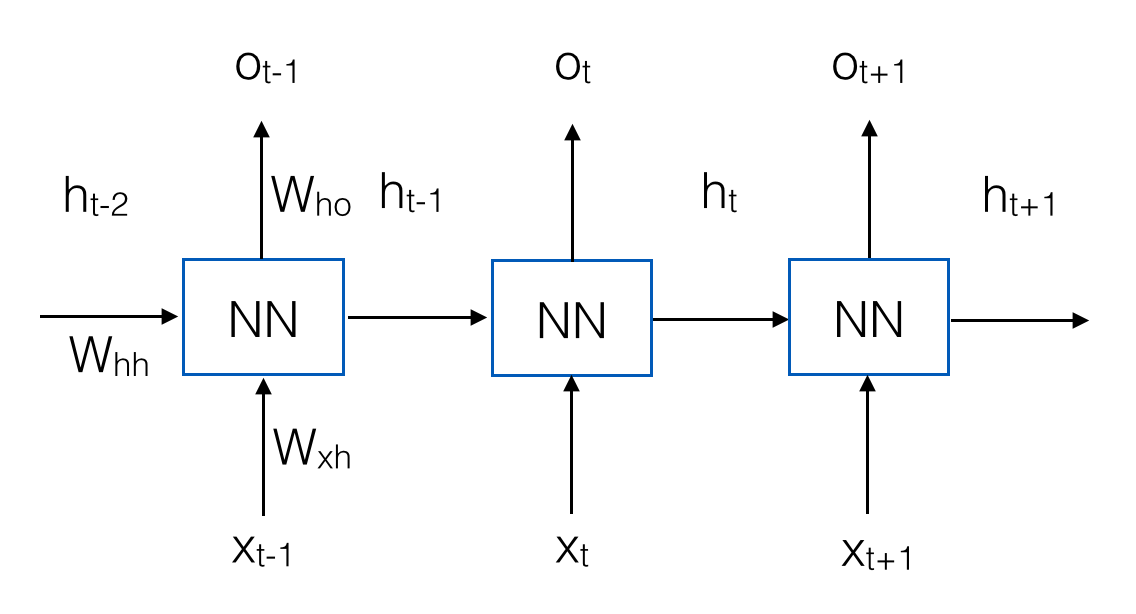 o_{t-1} o_t o_{t+1}
h_{t-2} W_{ho} h_{t-1} h_t h_{t+1}
NN NN NN
W_{hh}
W_{xh}
x_{t-1} x_t x_{t+1}